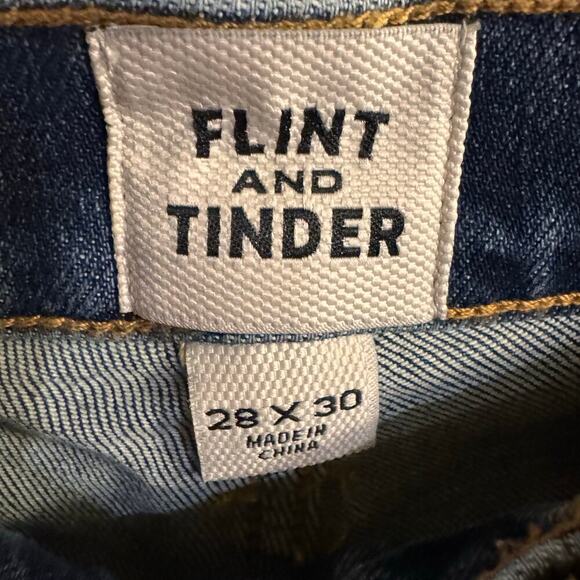 FLINT
AND
TINDER
28 X 30
MADE IN
CHINA